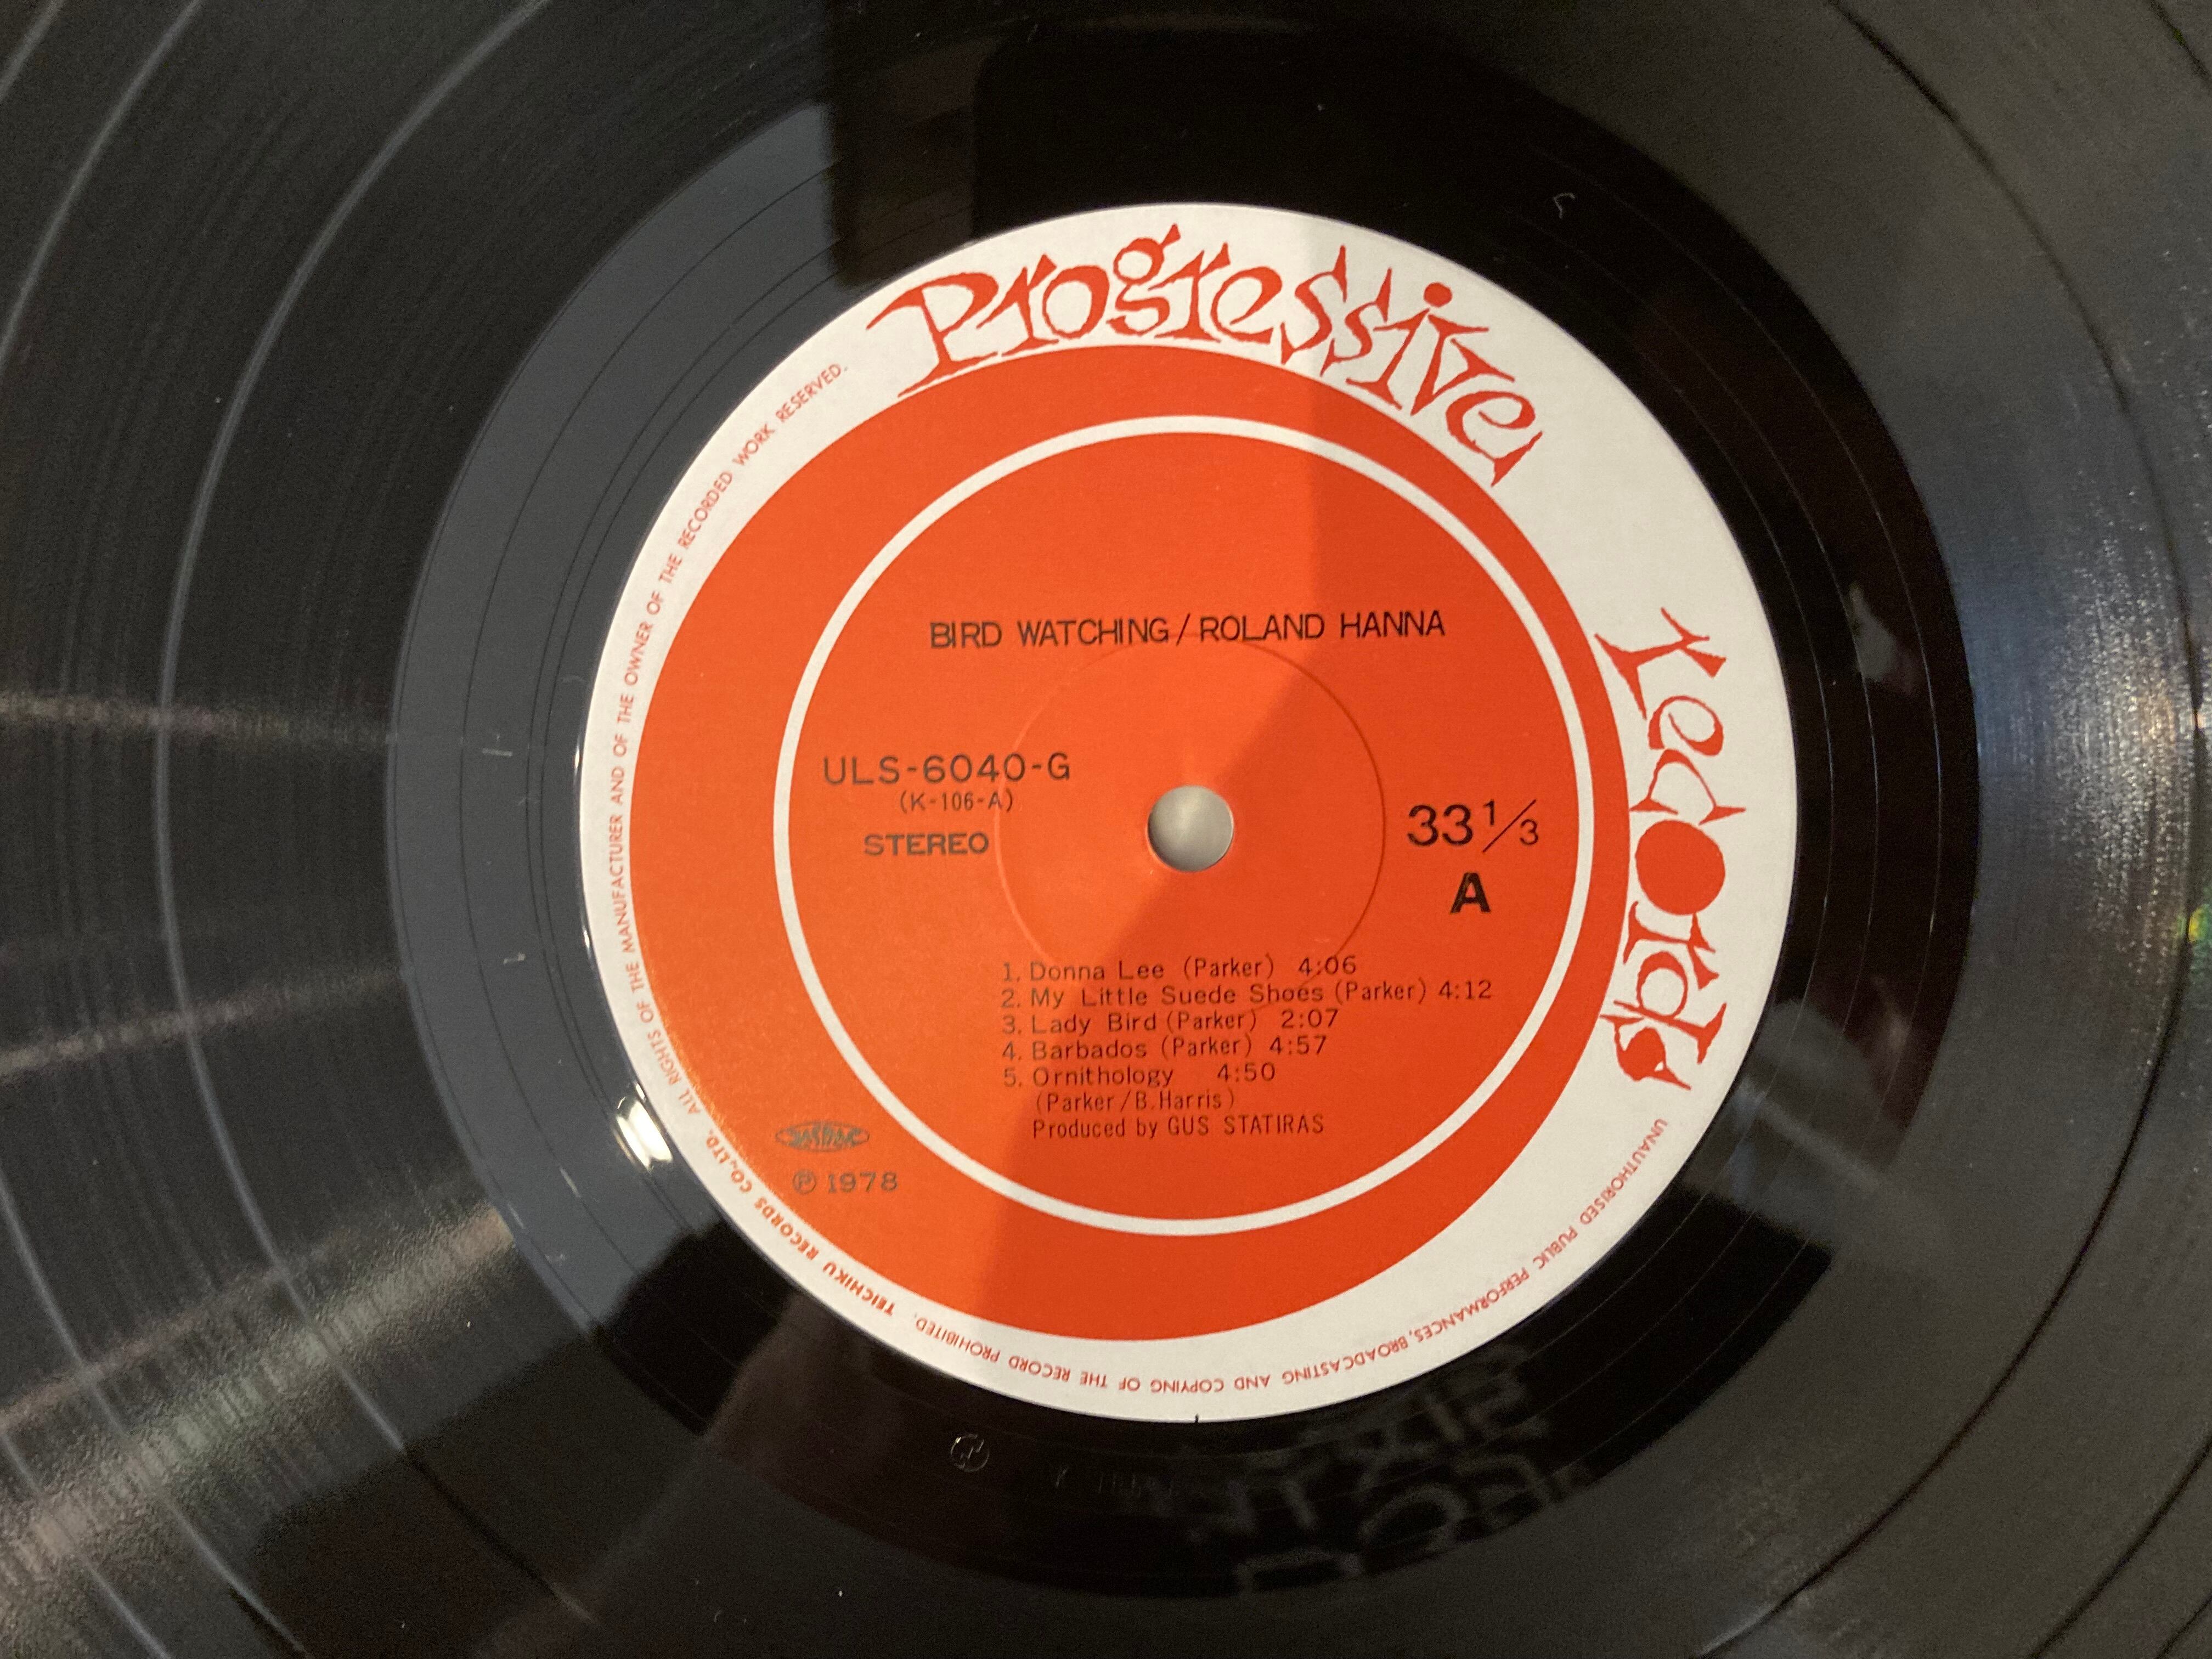 Progressive
records
BIRD WATCHING/ROLAND HANNA
ULS-6040-G
(K-106-A)
STEREO
33 1/3
A
1. Donna Lee (Parker) 4:06
2. My Little Suede Shoes (Parker) 4:12
3. Lady Bird (Parker) 2:07
4. Barbados (Parker) 4:57
5. Ornithology 4:50
(Parker/B.Harris)
Produced by GUS STATIRAS
JASRAC
Ⓟ 1978
TEICHIKU RECORDS CO.,LTD. ALL RIGHTS OF THE MANUFACTURER AND OF THE OWNER OF THE RECORDED WORK RESERVED.
UNAUTHORISED PUBLIC PERFORMANCES, BROADCASTING AND COPYING OF THE RECORD PROHIBITED.